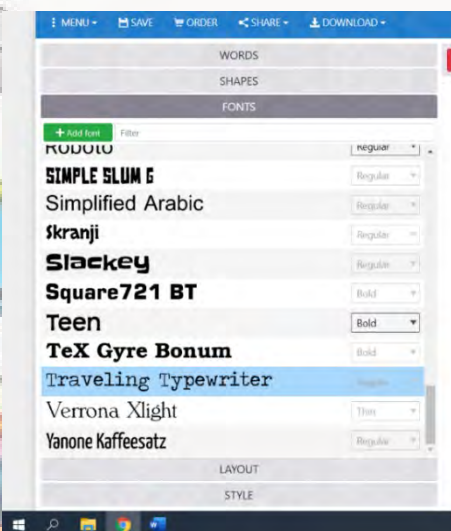 MENU SAVE ORDER SHARE DOWNLOAD
WORDS
SHAPES
FONTS
+ Add font Filter
Roboto Regular
SIMPLE SLUM G Regular
Simplified Arabic Regular
Skranji Regular
Slackey Regular
Square721 BT Bold
Teen Bold
TeX Gyre Bonum Bold
Traveling Typewriter Regular
Verrona Xlight Thin
Yanone Kaffeesatz Regular
LAYOUT
STYLE